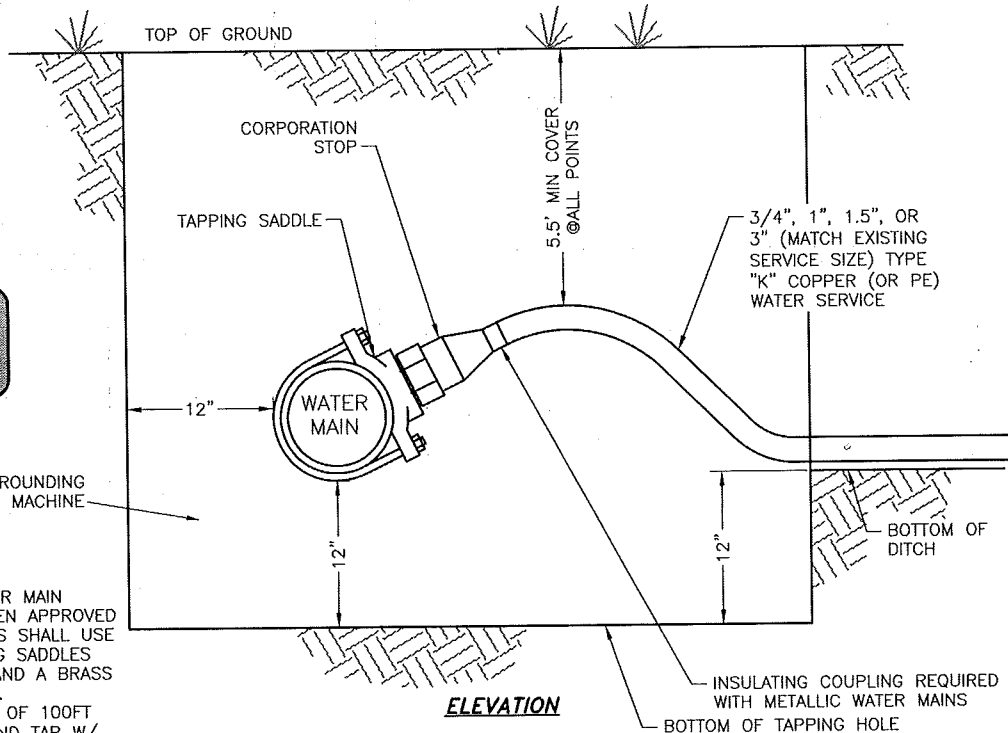 TOP OF GROUND
CORPORATION
STOP
TAPPING SADDLE
5.5' MIN COVER
@ALL POINTS
3/4", 1", 1.5", OR
3" (MATCH EXISTING
SERVICE SIZE) TYPE
"K" COPPER (OR PE)
WATER SERVICE
12"
WATER
MAIN
ROUNDING
MACHINE
12"
12"
BOTTOM OF
DITCH
R MAIN
EN APPROVED
S SHALL USE
G SADDLES
AND A BRASS
OF 100FT
ND TAP W/
ELEVATION
INSULATING COUPLING REQUIRED
WITH METALLIC WATER MAINS
BOTTOM OF TAPPING HOLE